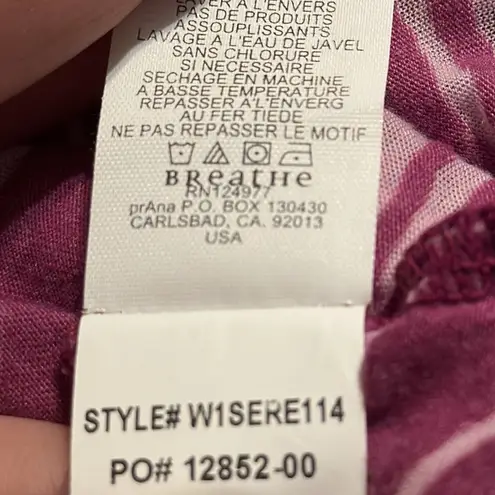 LAVER A L'ENVERS
PAS DE PRODUITS
ASSOUPLISSANTS
LAVAGE A L'EAU DE JAVEL
SANS CHLORURE
SI NECESSAIRE
SECHAGE EN MACHINE
A BASSE TEMPERATURE
REPASSER A'L'ENVERG
AU FER TIEDE
NE PAS REPASSER LE MOTIF
BReatHe
RN124977
prAna P.O. BOX 130430
CARLSBAD, CA. 92013
USA
STYLE# W1SERE114
PO# 12852-00